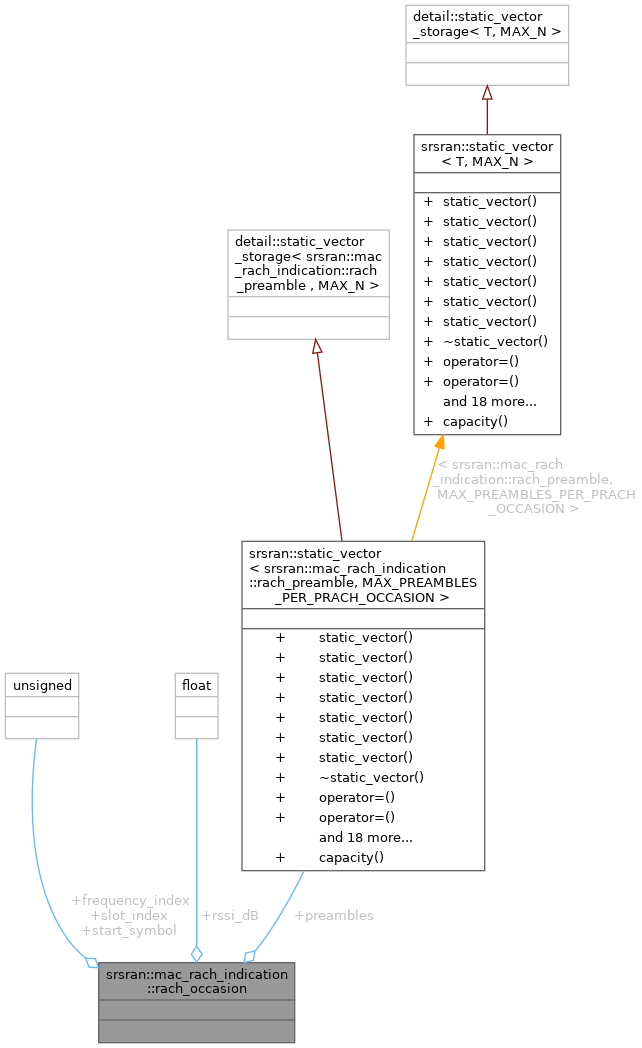 detail::static_vector
_storage< T, MAX_N >
srsran::static_vector
< T, MAX_N >
+ static_vector()
+ static_vector()
+ static_vector()
+ static_vector()
+ static_vector()
+ static_vector()
+ static_vector()
+ ~static_vector()
+ operator=()
+ operator=()
and 18 more...
+ capacity()
detail::static_vector
_storage< srsran::mac
_rach_indication::rach
_preamble , MAX_N >
< srsran::mac_rach
_indication::rach_preamble,
MAX_PREAMBLES_PER_PRACH
_OCCASION >
srsran::static_vector
< srsran::mac_rach_indication
::rach_preamble, MAX_PREAMBLES
_PER_PRACH_OCCASION >
+ static_vector()
+ static_vector()
+ static_vector()
+ static_vector()
+ static_vector()
+ static_vector()
+ static_vector()
+ ~static_vector()
+ operator=()
+ operator=()
and 18 more...
+ capacity()
unsigned
float
+frequency_index
+slot_index
+start_symbol
+rssi_dB
+preambles
srsran::mac_rach_indication
::rach_occasion